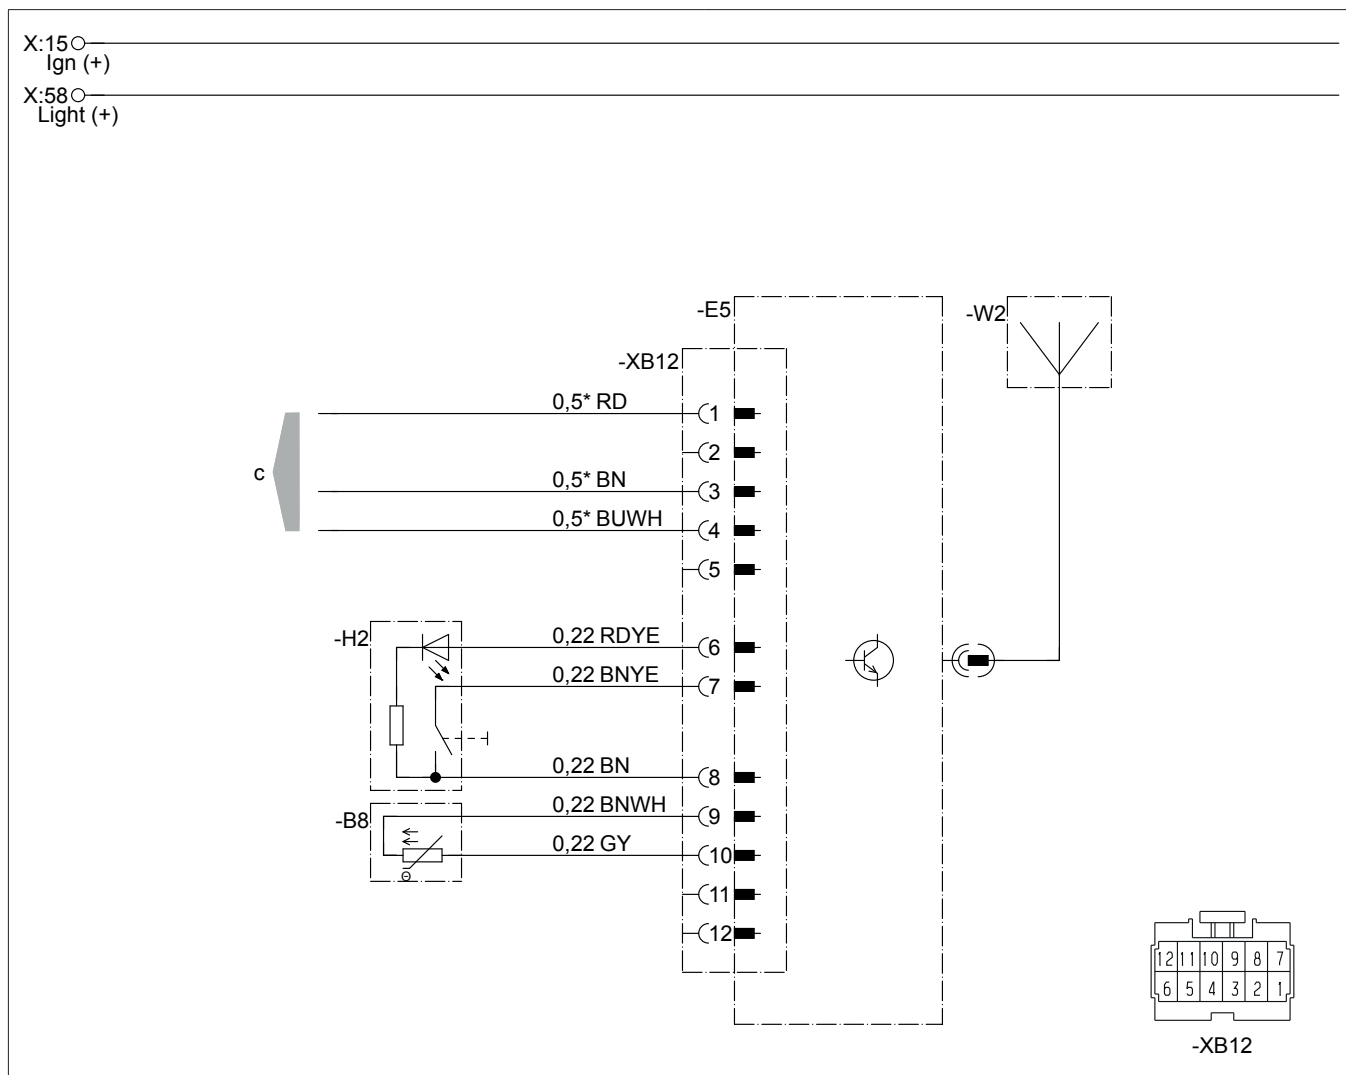 X:15
Ign (+)
X:58
Light (+)
-E5
-W2
-XB12
0,5* RD
1
2
c
0,5* BN
3
0,5* BUWH
4
5
-H2
0,22 RDYE
6
0,22 BNYE
7
0,22 BN
8
-B8
0,22 BNWH
9
0,22 GY
10
Θ
11
12
12 11 10 9 8 7
6 5 4 3 2 1
-XB12